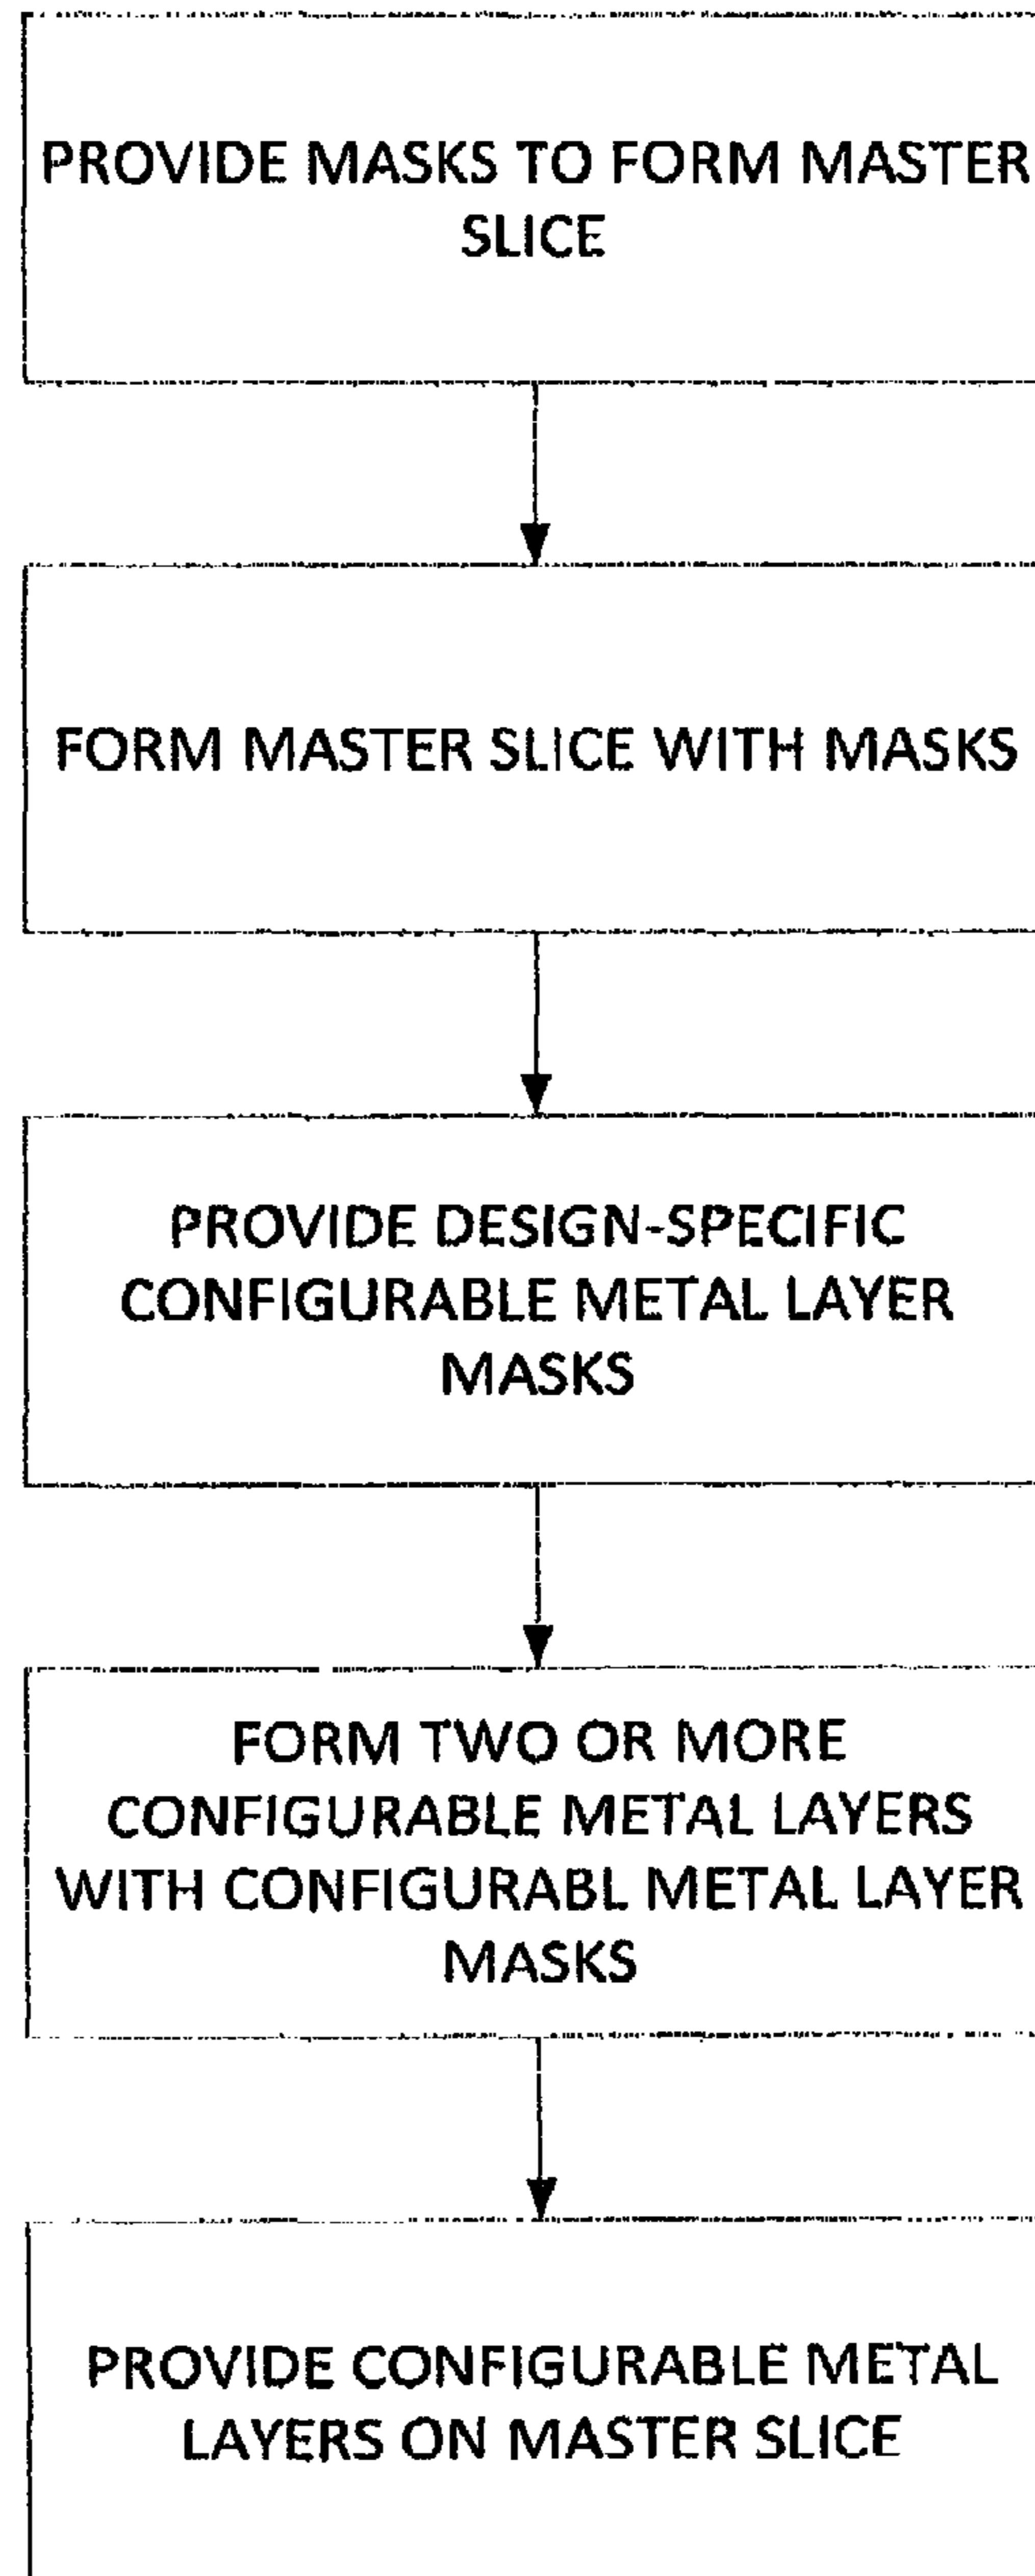 PROVIDE MASKS TO FORM MASTER
SLICE
FORM MASTER SLICE WITH MASKS
PROVIDE DESIGN-SPECIFIC
CONFIGURABLE METAL LAYER
MASKS
FORM TWO OR MORE
CONFIGURABLE METAL LAYERS
WITH CONFIGURABL METAL LAYER
MASKS
PROVIDE CONFIGURABLE METAL
LAYERS ON MASTER SLICE